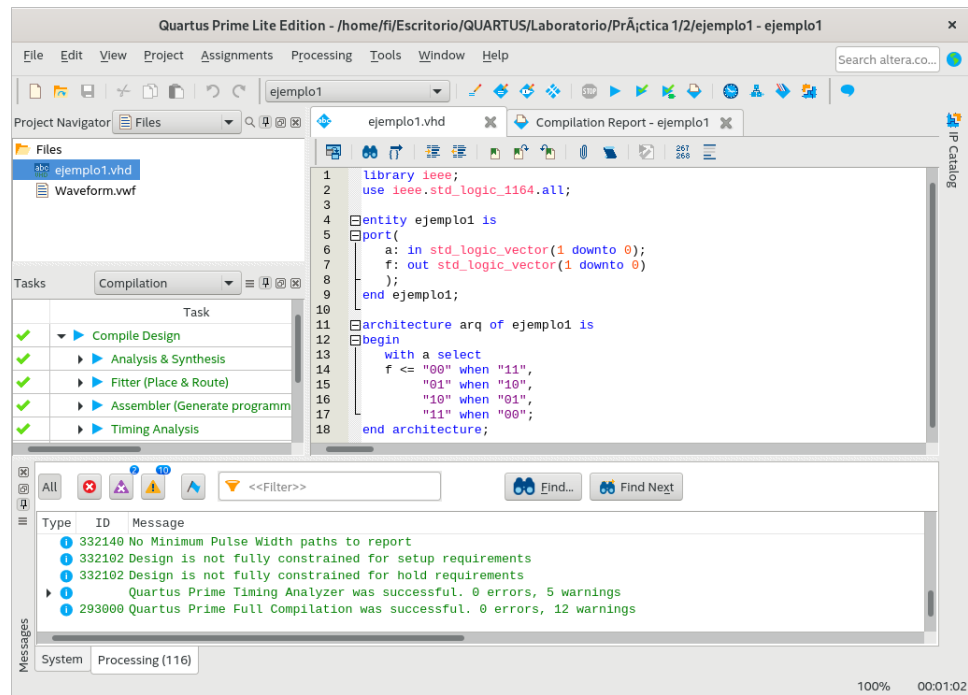 Quartus Prime Lite Edition - /home/fi/Escritorio/QUARTUS/Laboratorio/PrÃ¡ctica 1/2/ejemplo1 - ejemplo1
File Edit View Project Assignments Processing Tools Window Help
Search altera.co...
ejemplo1
STOP
Project Navigator Files
Files
ejemplo1.vhd
Waveform.vwf
Tasks Compilation
Task
Compile Design
Analysis & Synthesis
Fitter (Place & Route)
Assembler (Generate programm
Timing Analysis
ejemplo1.vhd
Compilation Report - ejemplo1
267
268
1 library ieee;
2 use ieee.std_logic_1164.all;
3
4 entity ejemplo1 is
5 port(
6 a: in std_logic_vector(1 downto 0);
7 f: out std_logic_vector(1 downto 0)
8 );
9 end ejemplo1;
10
11 architecture arq of ejemplo1 is
12 begin
13 with a select
14 f <= "00" when "11",
15 "01" when "10",
16 "10" when "01",
17 "11" when "00";
18 end architecture;
IP Catalog
All 2 10 <<Filter>> Find... Find Next
Type ID Message
332140 No Minimum Pulse Width paths to report
332102 Design is not fully constrained for setup requirements
332102 Design is not fully constrained for hold requirements
Quartus Prime Timing Analyzer was successful. 0 errors, 5 warnings
293000 Quartus Prime Full Compilation was successful. 0 errors, 12 warnings
Messages
System Processing (116)
100% 00:01:02